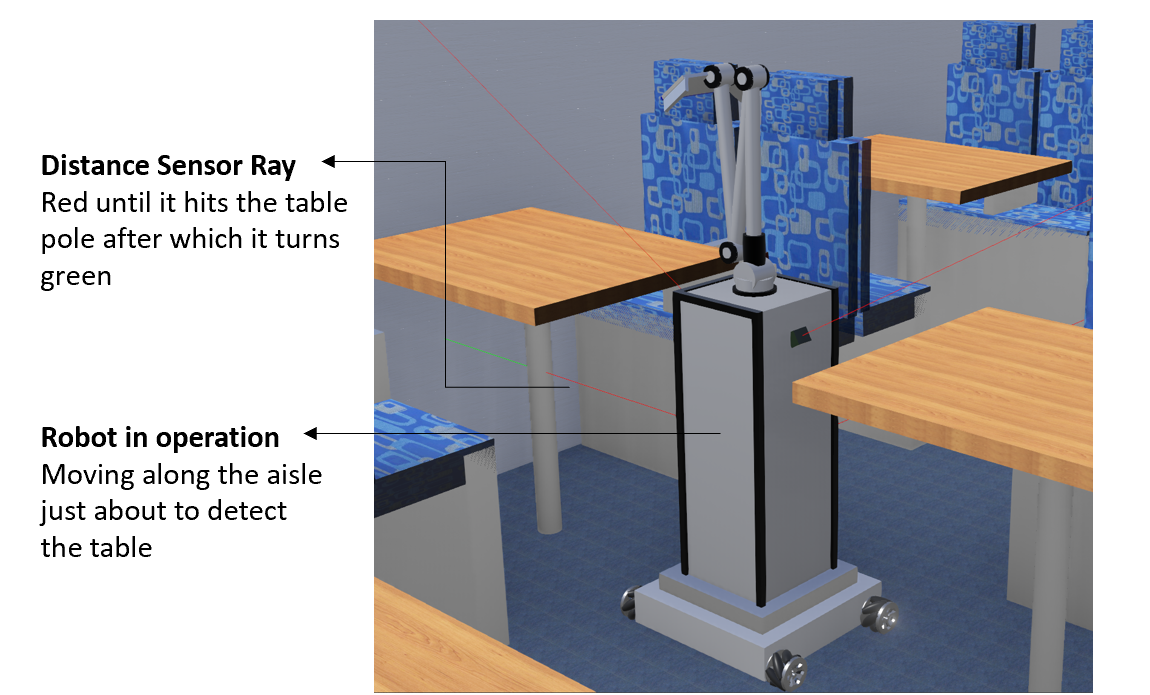 Distance Sensor Ray
Red until it hits the table
pole after which it turns
green
Robot in operation
Moving along the aisle
just about to detect
the table